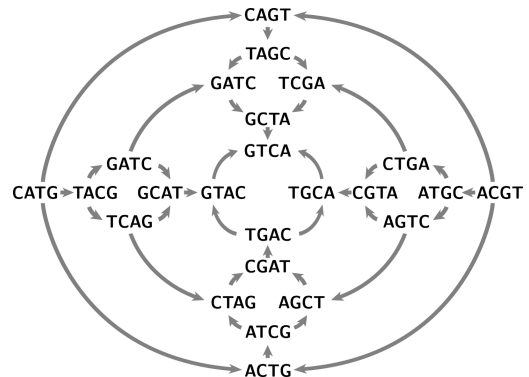 CAGT
TAGC
GATC TCGA
GCTA
GTCA
GATC CTGA
CATG TACG GCAT GTAC TGCA CGTA ATGC ACGT
TCAG AGTC
TGAC
CGAT
CTAG AGCT
ATCG
ACTG